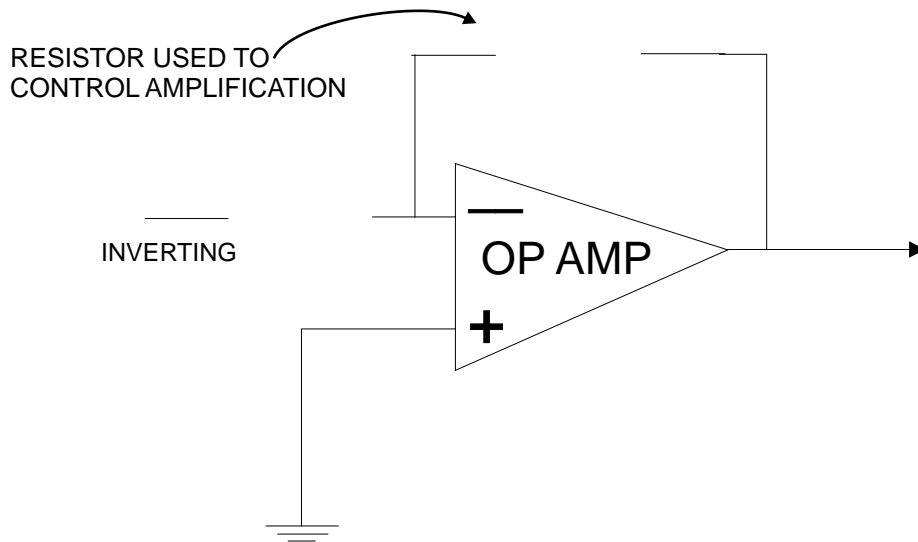 RESISTOR USED TO
CONTROL AMPLIFICATION
INVERTING
−
OP AMP
+